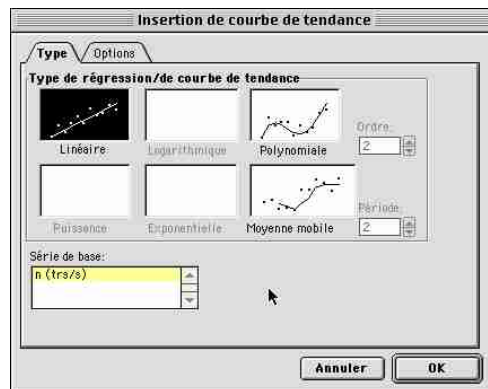 Insertion de courbe de tendance
Type
Options
Type de régression/de courbe de tendance
Linéaire
Logarithmique
Polynomiale
Ordre:
2
Puissance
Exponentielle
Moyenne mobile
Période:
2
Série de base:
n (trs/s)
Annuler
OK